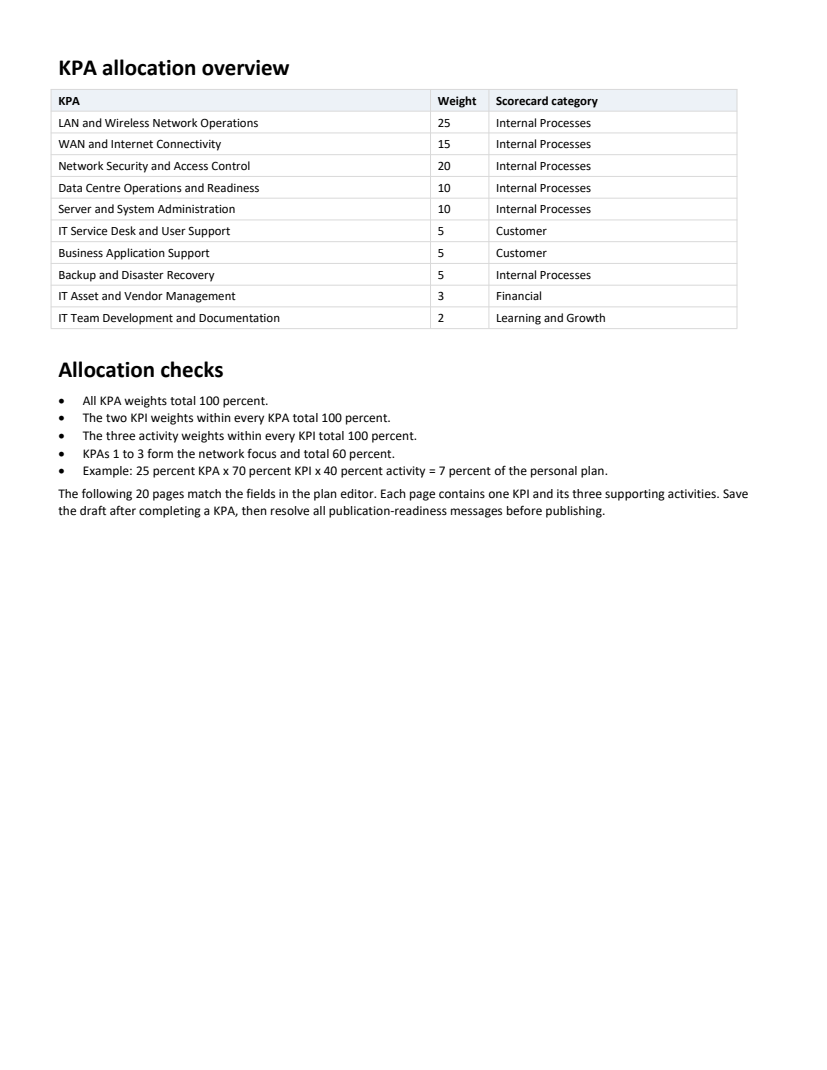 KPA allocation overview
KPA Weight Scorecard category
LAN and Wireless Network Operations 25 Internal Processes
WAN and Internet Connectivity 15 Internal Processes
Network Security and Access Control 20 Internal Processes
Data Centre Operations and Readiness 10 Internal Processes
Server and System Administration 10 Internal Processes
IT Service Desk and User Support 5 Customer
Business Application Support 5 Customer
Backup and Disaster Recovery 5 Internal Processes
IT Asset and Vendor Management 3 Financial
IT Team Development and Documentation 2 Learning and Growth
Allocation checks
• All KPA weights total 100 percent.
• The two KPI weights within every KPA total 100 percent.
• The three activity weights within every KPI total 100 percent.
• KPAs 1 to 3 form the network focus and total 60 percent.
• Example: 25 percent KPA x 70 percent KPI x 40 percent activity = 7 percent of the personal plan.
The following 20 pages match the fields in the plan editor. Each page contains one KPI and its three supporting activities. Save
the draft after completing a KPA, then resolve all publication-readiness messages before publishing.